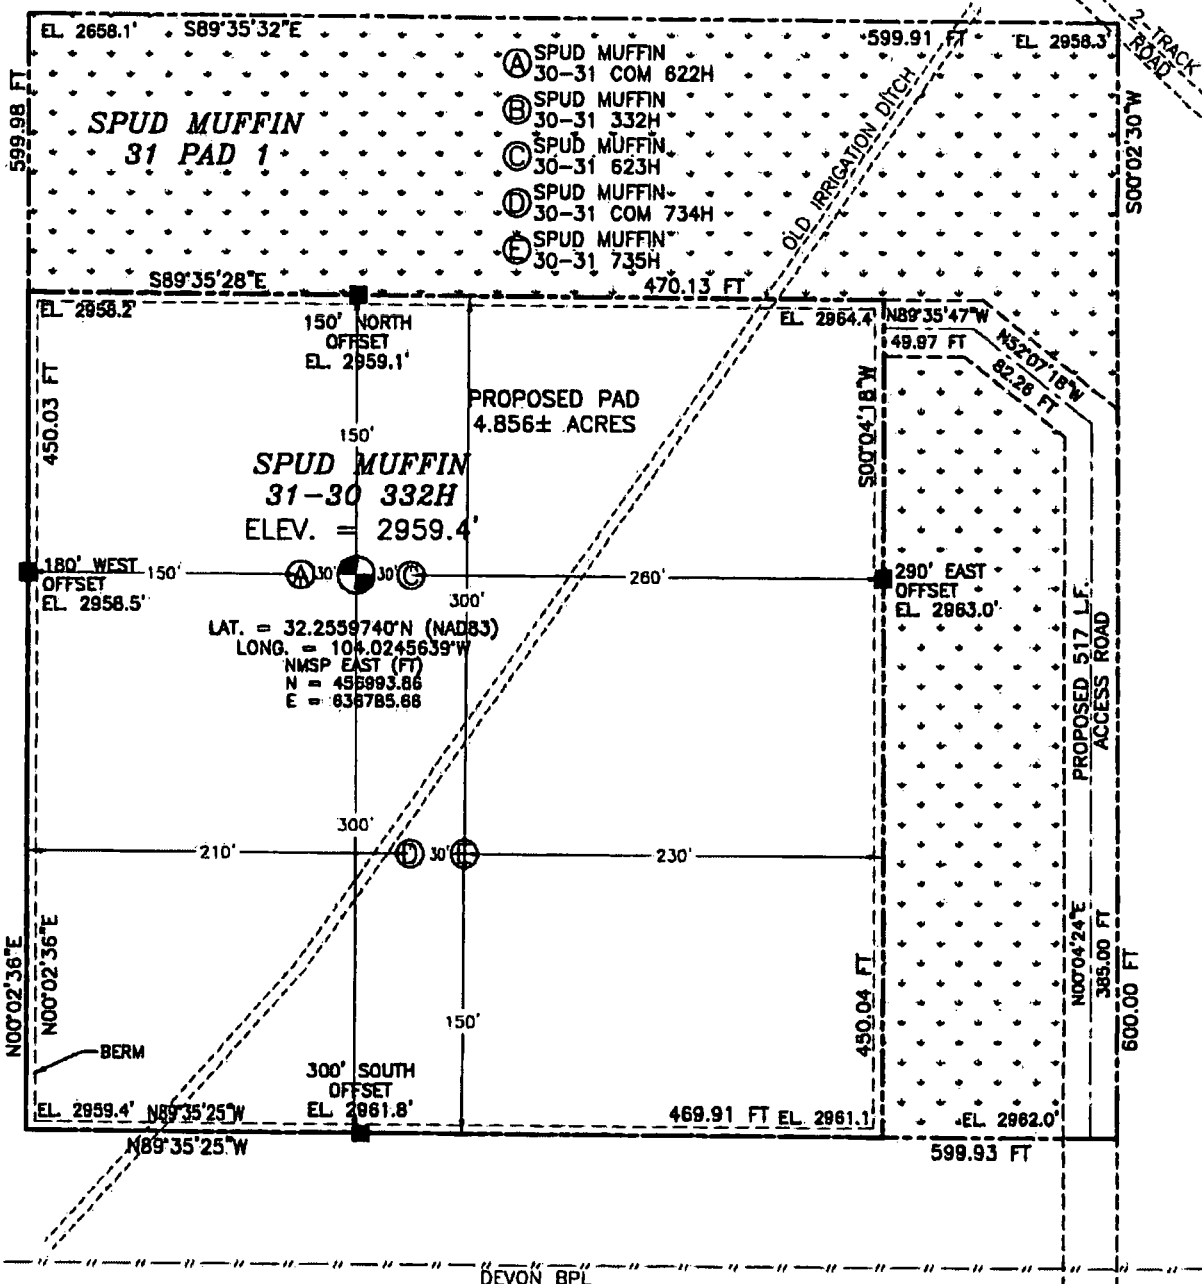 EL. 2658.1'
S89°35'32"E
599.91 FT
EL. 2958.3'
2-TRACK
ROAD
599.98 FT
SPUD MUFFIN
31 PAD 1
Ⓐ SPUD MUFFIN
30-31 COM 622H
Ⓑ SPUD MUFFIN
30-31 332H
Ⓒ SPUD MUFFIN
30-31 623H
Ⓓ SPUD MUFFIN
30-31 COM 734H
Ⓔ SPUD MUFFIN
30-31 735H
OLD IRRIGATION DITCH
S00°02'30"W
S89°35'28"E
470.13 FT
EL. 2958.2'
150' NORTH
OFFSET
EL. 2959.1'
EL. 2964.4'
N89°35'47"W
49.97 FT
N52°07'18"W
82.26 FT
450.03 FT
PROPOSED PAD
4.856± ACRES
150'
S00°04'18"W
SPUD MUFFIN
31-30 332H
ELEV. = 2959.4'
180' WEST
OFFSET
EL. 2958.5'
150'
A
30'
30'
C
260'
290' EAST
OFFSET
EL. 2963.0'
300'
LAT. = 32.2559740°N (NAD83)
LONG. = 104.0245639°W
NMSP EAST (FT)
N = 456993.86
E = 636785.66
PROPOSED 517 L.F.
ACCESS ROAD
300'
210'
D
30'
E
230'
N00°02'36"E
N00°02'36"E
150'
450.04 FT
N00°04'24"E
385.00 FT
600.00 FT
BERM
300' SOUTH
OFFSET
EL. 2961.8'
EL. 2959.4'
N89°35'25"W
469.91 FT
EL. 2961.1'
EL. 2962.0'
N89°35'25"W
599.93 FT
DEVON BPL